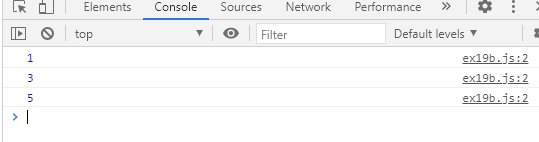 Elements Console Sources Network Performance »
top Filter Default levels
1 ex19b.js:2
3 ex19b.js:2
5 ex19b.js:2
>